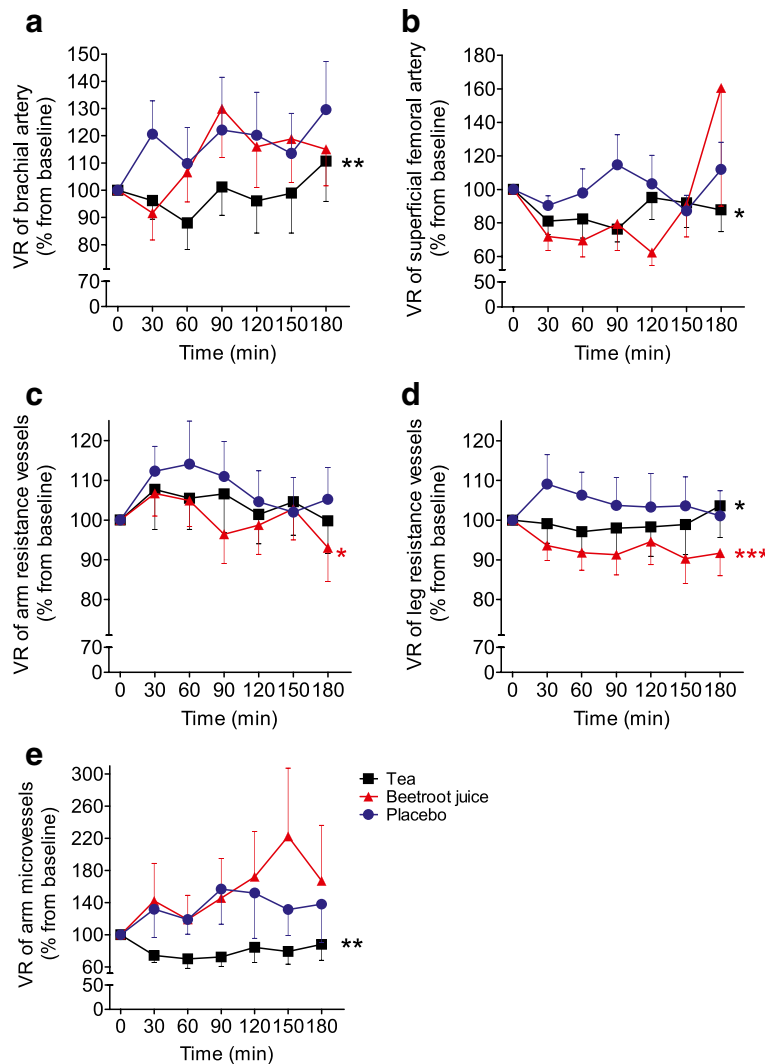 a
VR of brachial artery
(% from baseline)
150
140
130
120
110
100
90
80
70
0
**
0 30 60 90 120 150 180
Time (min)
b
VR of superficial femoral artery
(% from baseline)
180
160
140
120
100
80
60
50
0
*
0 30 60 90 120 150 180
Time (min)
c
VR of arm resistance vessels
(% from baseline)
120
110
100
90
80
70
0
*
0 30 60 90 120 150 180
Time (min)
d
VR of leg resistance vessels
(% from baseline)
120
110
100
90
80
70
0
*
***
0 30 60 90 120 150 180
Time (min)
e
VR of arm microvessels
(% from baseline)
300
260
220
180
140
100
60
50
0
**
0 30 60 90 120 150 180
Time (min)
Tea
Beetroot juice
Placebo